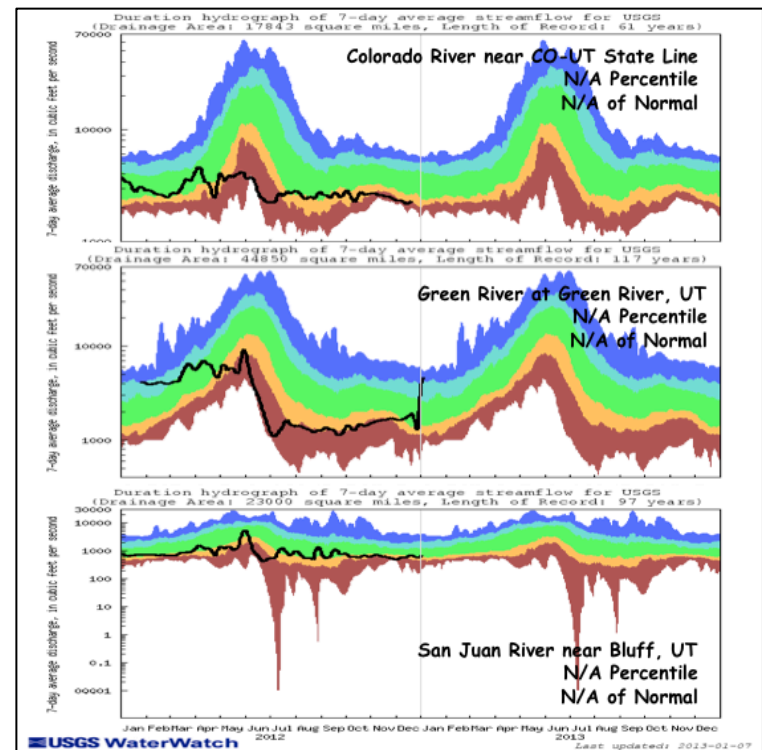 Duration hydrograph of 7-day average streamflow for USGS
(Drainage Area: 17843 square miles, Length of Record: 61 years)
70000
Colorado River near CO-UT State Line
N/A Percentile
N/A of Normal
10000
1000
7-day average discharge, in cubic feet per second
Duration hydrograph of 7-day average streamflow for USGS
(Drainage Area: 44850 square miles, Length of Record: 117 years)
70000
Green River at Green River, UT
N/A Percentile
N/A of Normal
10000
1000
7-day average discharge, in cubic feet per second
Duration hydrograph of 7-day average streamflow for USGS
(Drainage Area: 23000 square miles, Length of Record: 97 years)
30000
10000
1000
100
10
1
0.1
00001
7-day average discharge, in cubic feet per second
San Juan River near Bluff, UT
N/A Percentile
N/A of Normal
Jan Feb Mar Apr May Jun Jul Aug Sep Oct Nov Dec Jan Feb Mar Apr May Jun Jul Aug Sep Oct Nov Dec
2012 2013
USGS WaterWatch
Last updated: 2013-01-07